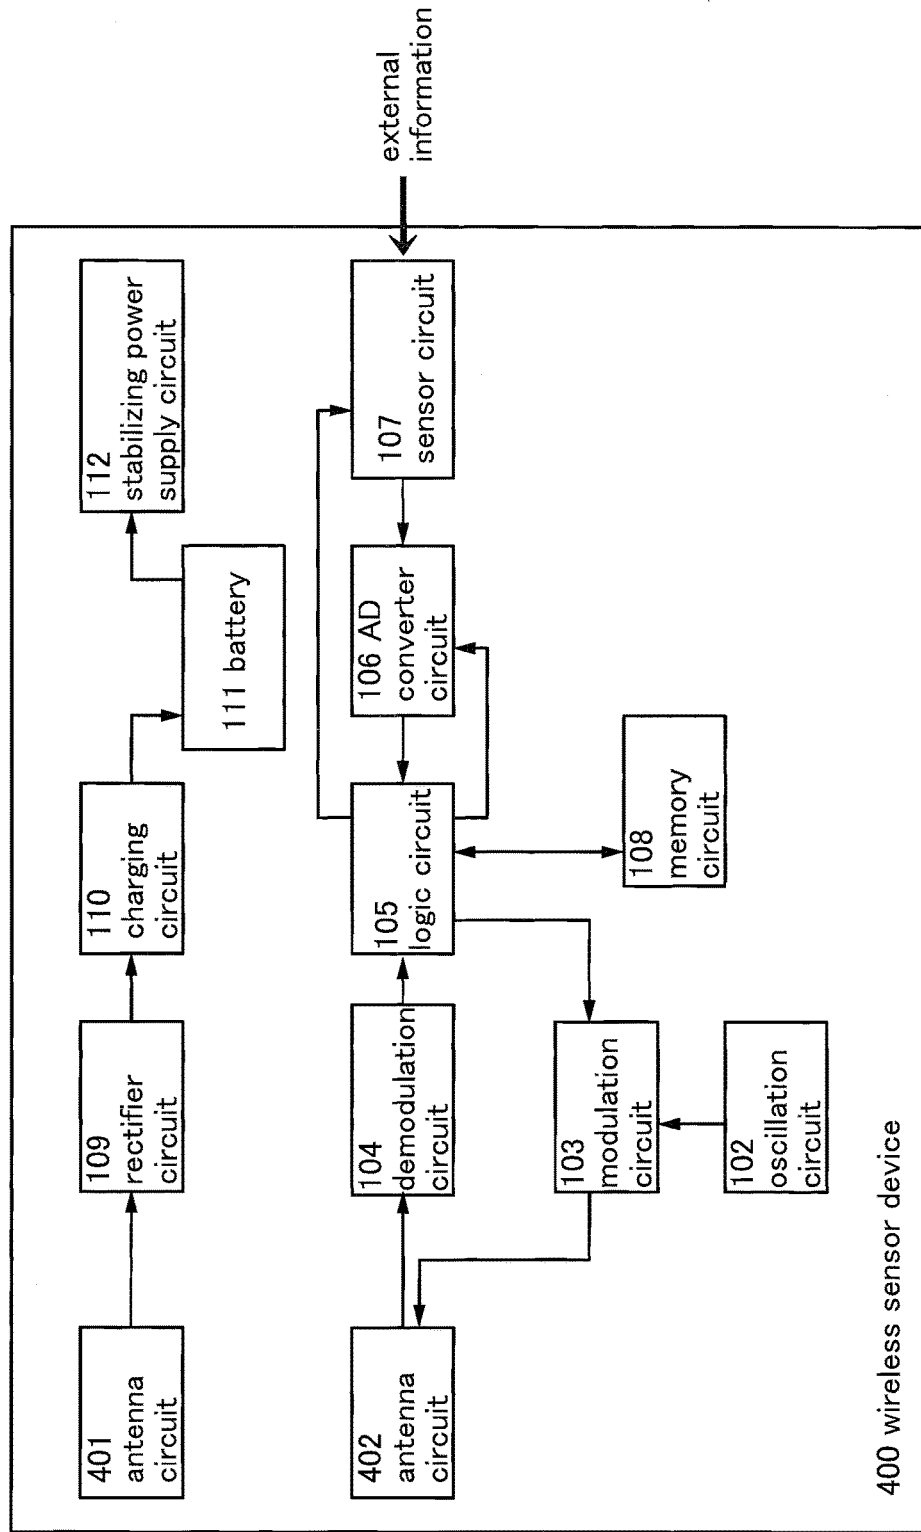 401
antenna
circuit
109
rectifier
circuit
110
charging
circuit
111 battery
112
stabilizing power
supply circuit
402
antenna
circuit
104
demodulation
circuit
105
logic circuit
106 AD
converter
circuit
107
sensor circuit
external
information
103
modulation
circuit
108
memory
circuit
102
oscillation
circuit
400 wireless sensor device